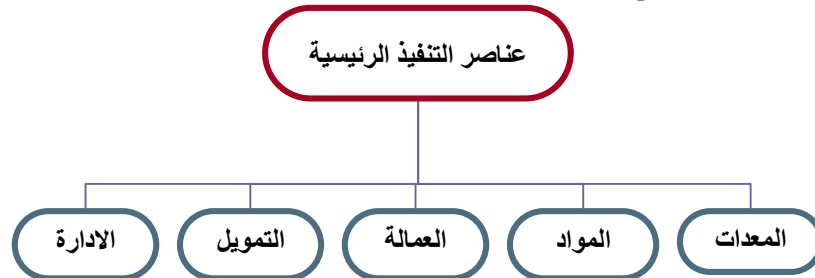 عناصر التنفيذ الرئيسية
المعدات
المواد
العمالة
التمويل
الادارة